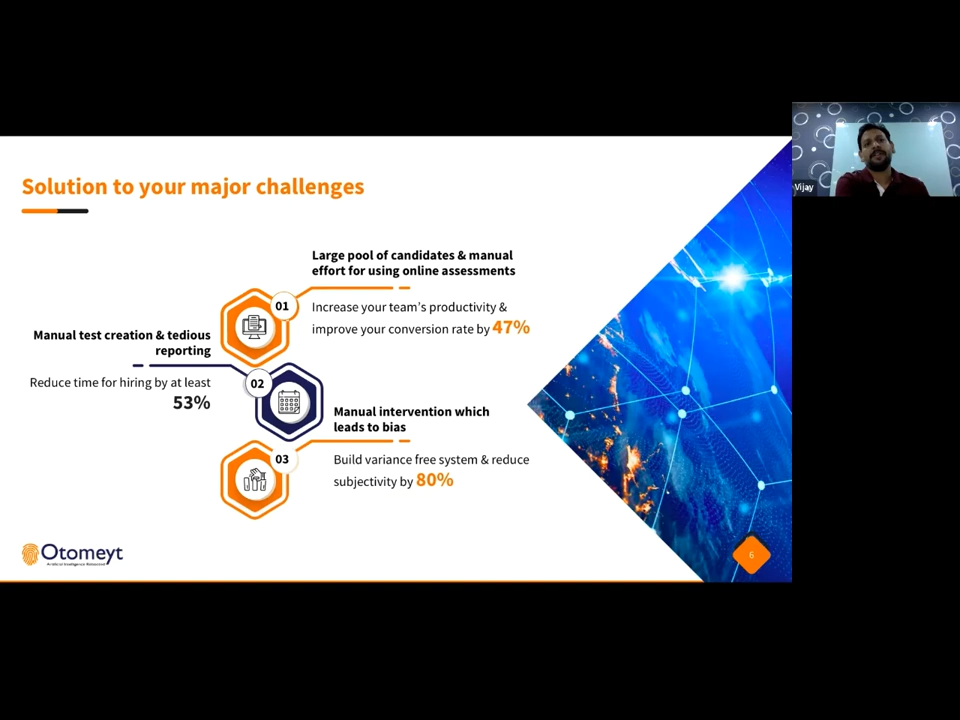 Solution to your major challenges
Large pool of candidates & manual
effort for using online assessments
01
Increase your team's productivity &
improve your conversion rate by 47%
Manual test creation & tedious
reporting
02
Reduce time for hiring by at least
53%
Manual intervention which
leads to bias
03
Build variance free system & reduce
subjectivity by 80%
Otomeyt
Artificial Intelligence Reinvented
6
Vijay